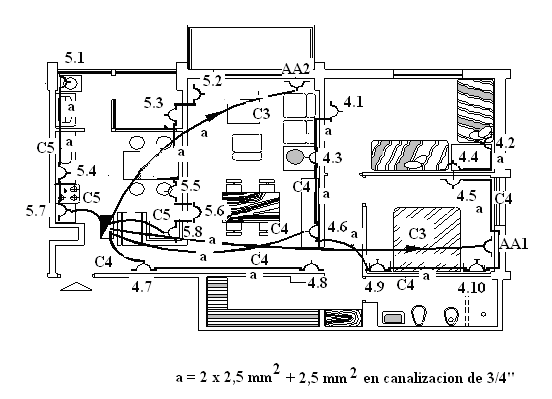 5.1
5.2
AA2
5.3
C3
4.1
a
a
a
C5
a
a
4.2
a
5.4
4.3
4.4
C5
5.5
C4
a
4.5
C4
5.7
C5
5.6
a
5.8
C4
4.6
a
C3
AA1
a
C4
C4
4.7
a
4.8
4.9
C4
a
4.10
a = 2 x 2,5 mm² + 2,5 mm² en canalizacion de 3/4"